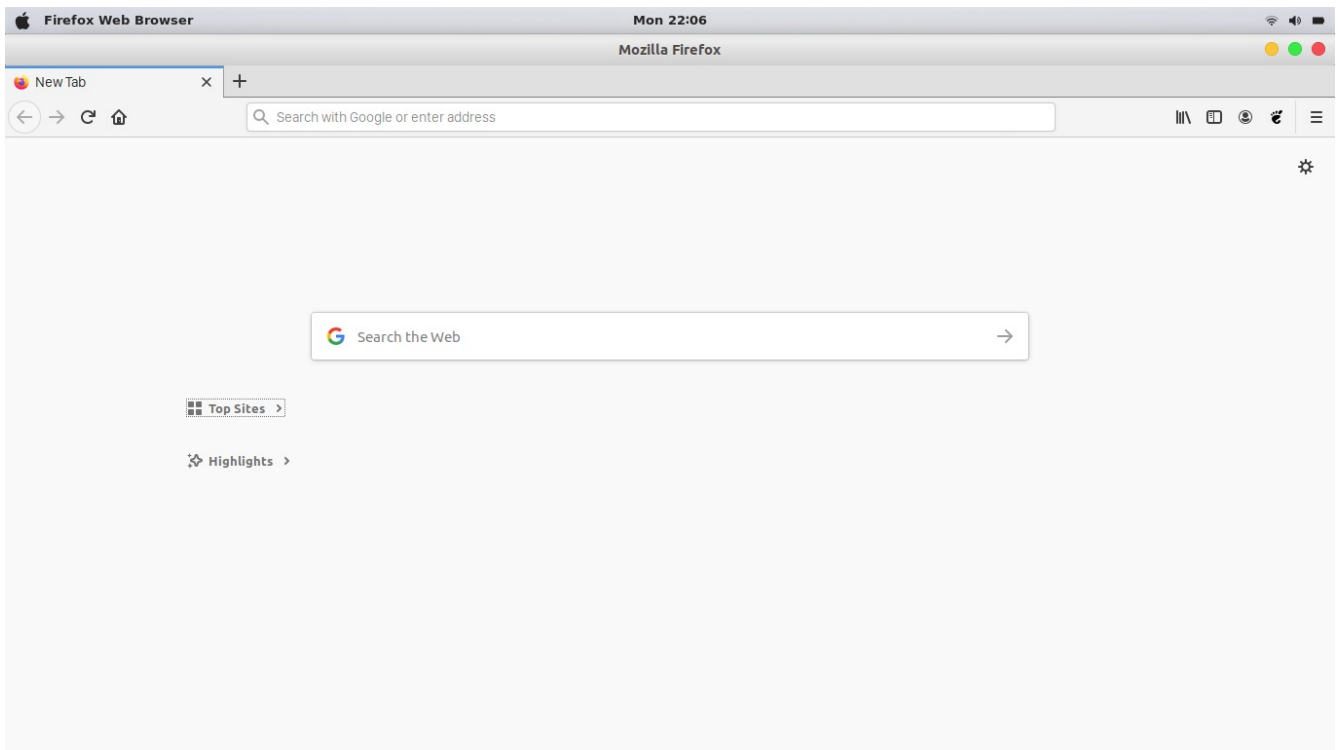 Firefox Web Browser Mon 22:06
Mozilla Firefox
New Tab
Search with Google or enter address
Search the Web
Top Sites
Highlights